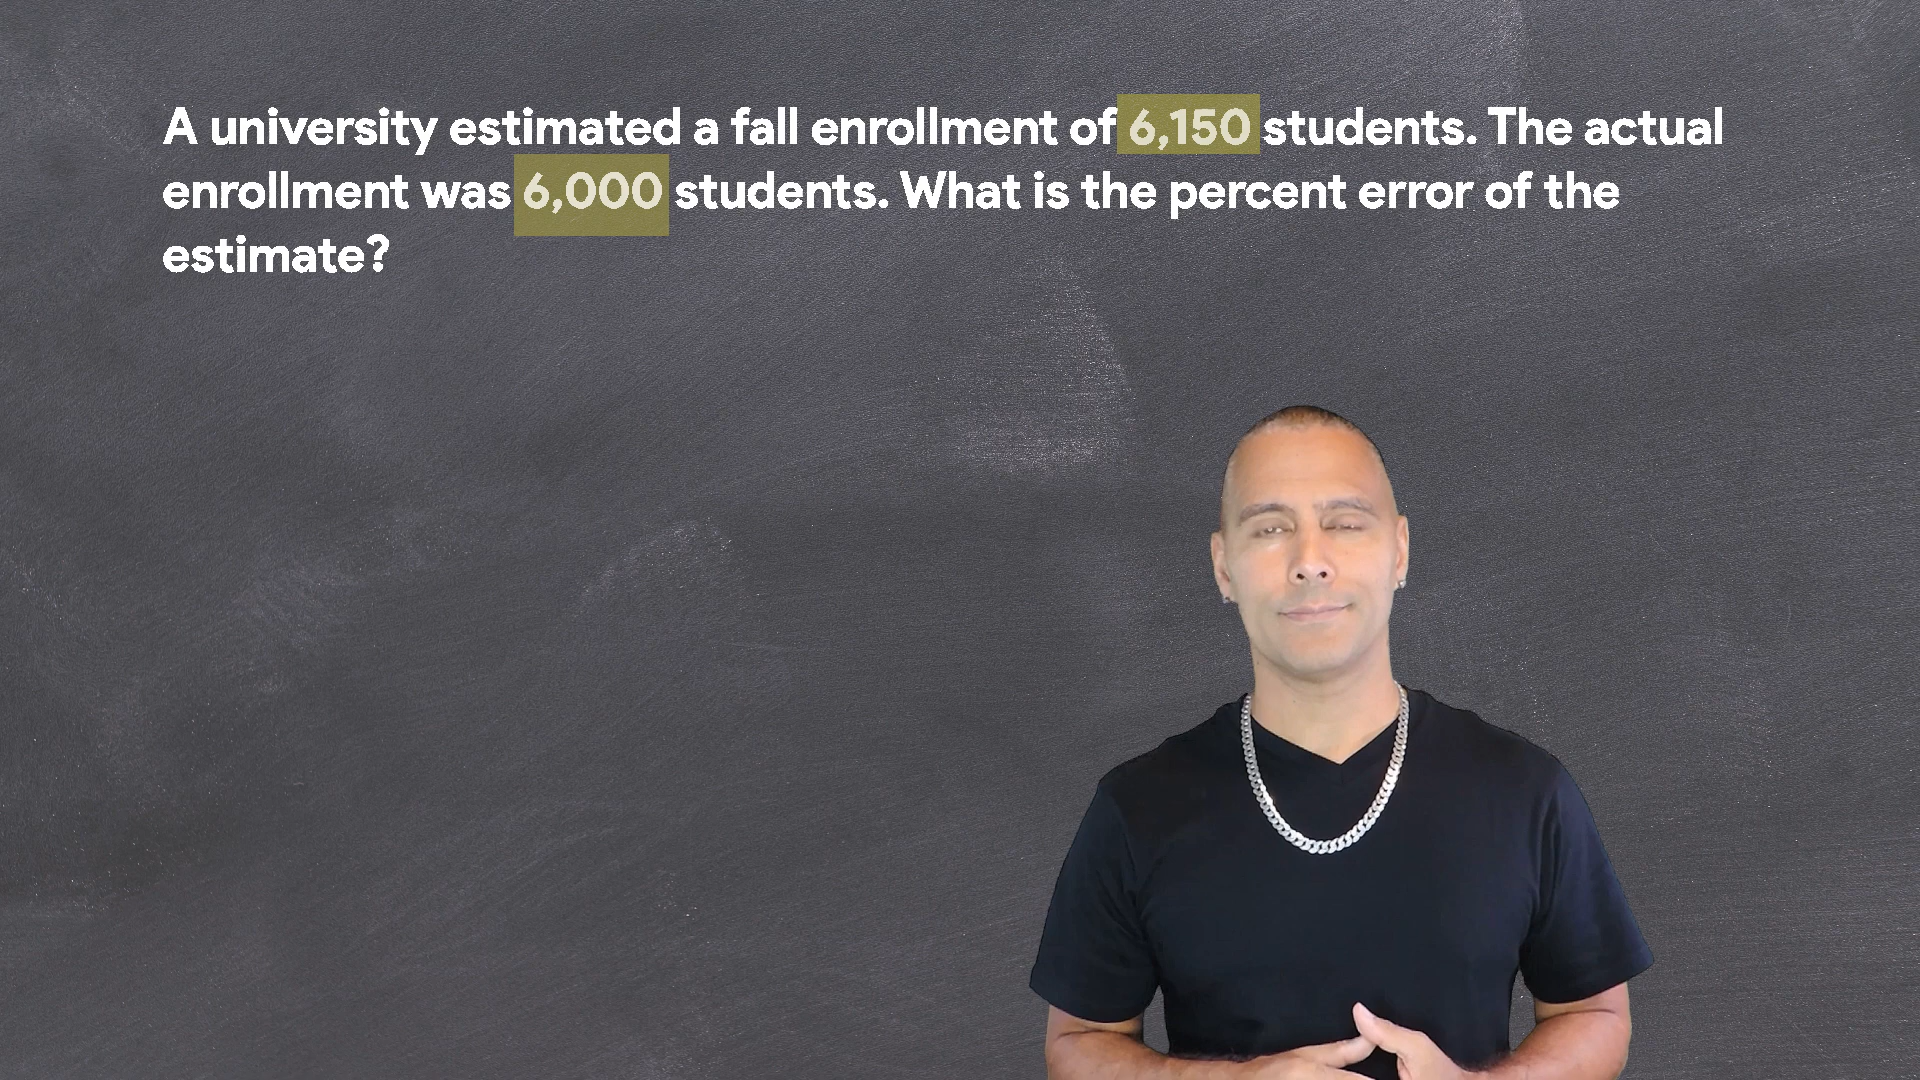 A university estimated a fall enrollment of 6,150 students. The actual
enrollment was 6,000 students. What is the percent error of the
estimate?